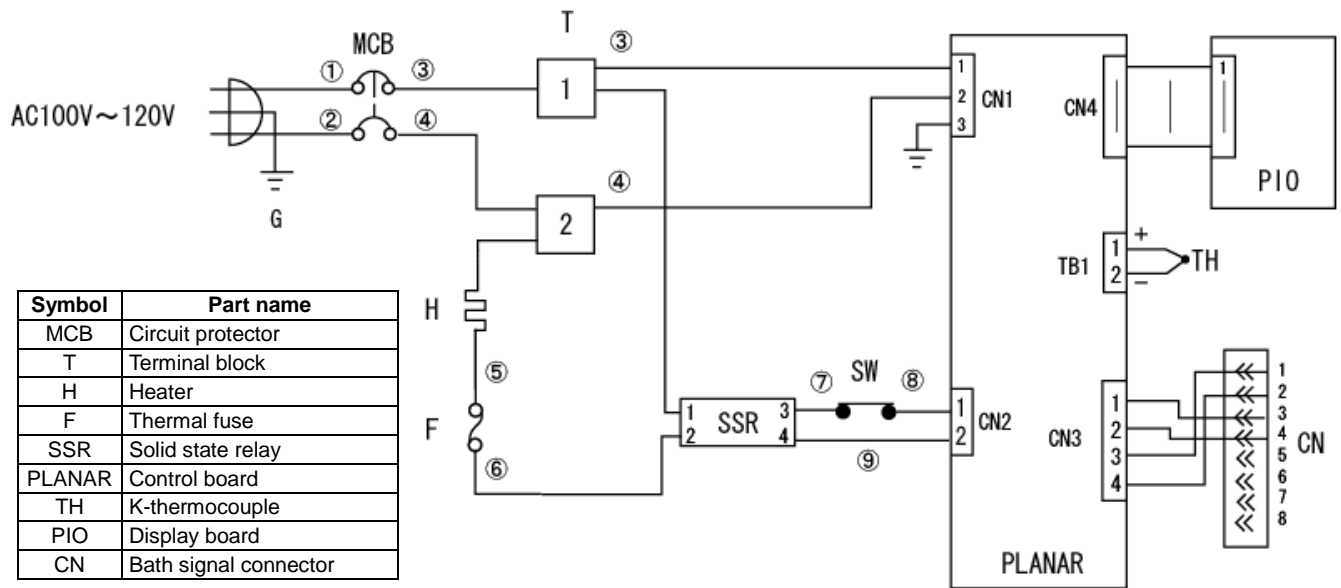 T
MCB
③
①
③
1
1
AC100V～120V
2
CN1
CN4
1
②
④
3
PIO
④
G
2
TB1
1
+
TH
2
−
Symbol Part name
MCB Circuit protector
T Terminal block
H Heater
F Thermal fuse
SSR Solid state relay
PLANAR Control board
TH K-thermocouple
PIO Display board
CN Bath signal connector
H
⑤
F
⑥
1
2
SSR
3
4
⑦
SW
⑧
⑨
1
2
CN2
CN3
1
2
3
4
1
2
3
4
5
6
7
8
CN
PLANAR